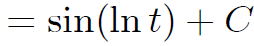 = sin(ln t) + C